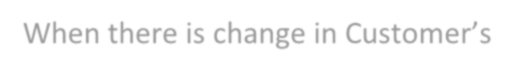 When there is change in Customer’s